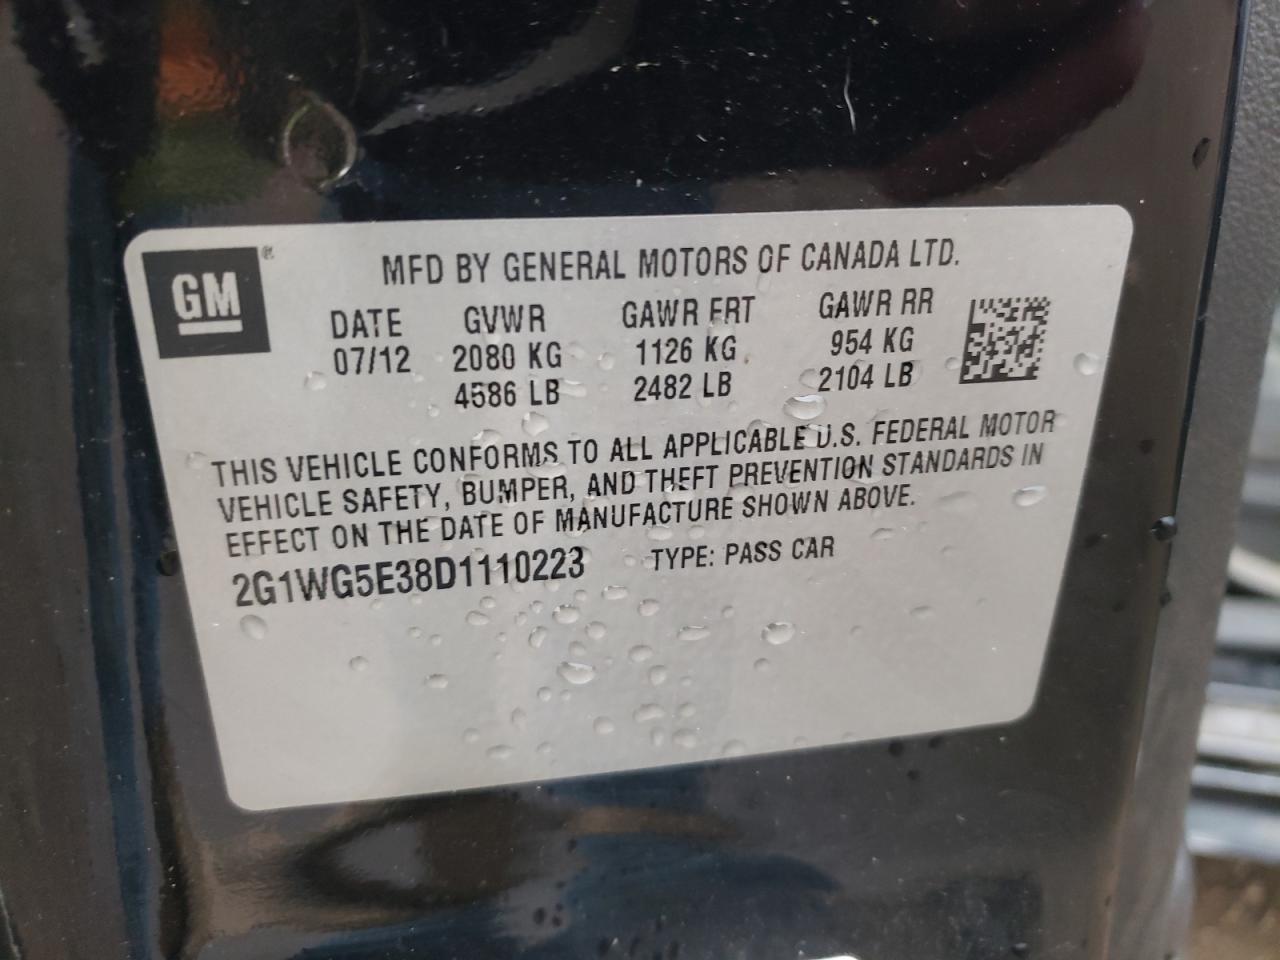 GM ®
MFD BY GENERAL MOTORS OF CANADA LTD.
DATE GVWR GAWR FRT GAWR RR
07/12 2080 KG 1126 KG 954 KG
4586 LB 2482 LB 2104 LB
THIS VEHICLE CONFORMS TO ALL APPLICABLE U.S. FEDERAL MOTOR
VEHICLE SAFETY, BUMPER, AND THEFT PREVENTION STANDARDS IN
EFFECT ON THE DATE OF MANUFACTURE SHOWN ABOVE.
2G1WG5E38D1110223 TYPE: PASS CAR